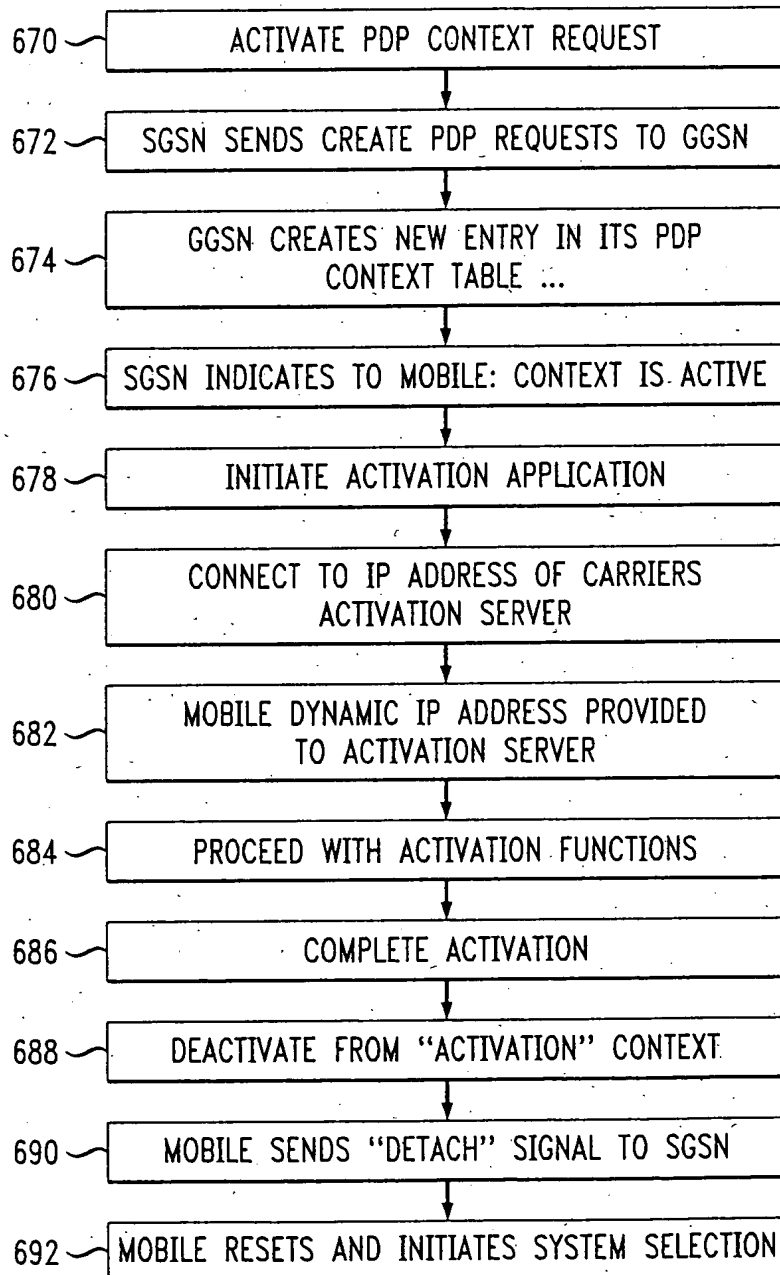 670 ACTIVATE PDP CONTEXT REQUEST
672 SGSN SENDS CREATE PDP REQUESTS TO GGSN
674 GGSN CREATES NEW ENTRY IN ITS PDP
CONTEXT TABLE ...
676 SGSN INDICATES TO MOBILE: CONTEXT IS ACTIVE
678 INITIATE ACTIVATION APPLICATION
680 CONNECT TO IP ADDRESS OF CARRIERS
ACTIVATION SERVER
682 MOBILE DYNAMIC IP ADDRESS PROVIDED
TO ACTIVATION SERVER
684 PROCEED WITH ACTIVATION FUNCTIONS
686 COMPLETE ACTIVATION
688 DEACTIVATE FROM “ACTIVATION” CONTEXT
690 MOBILE SENDS “DETACH” SIGNAL TO SGSN
692 MOBILE RESETS AND INITIATES SYSTEM SELECTION